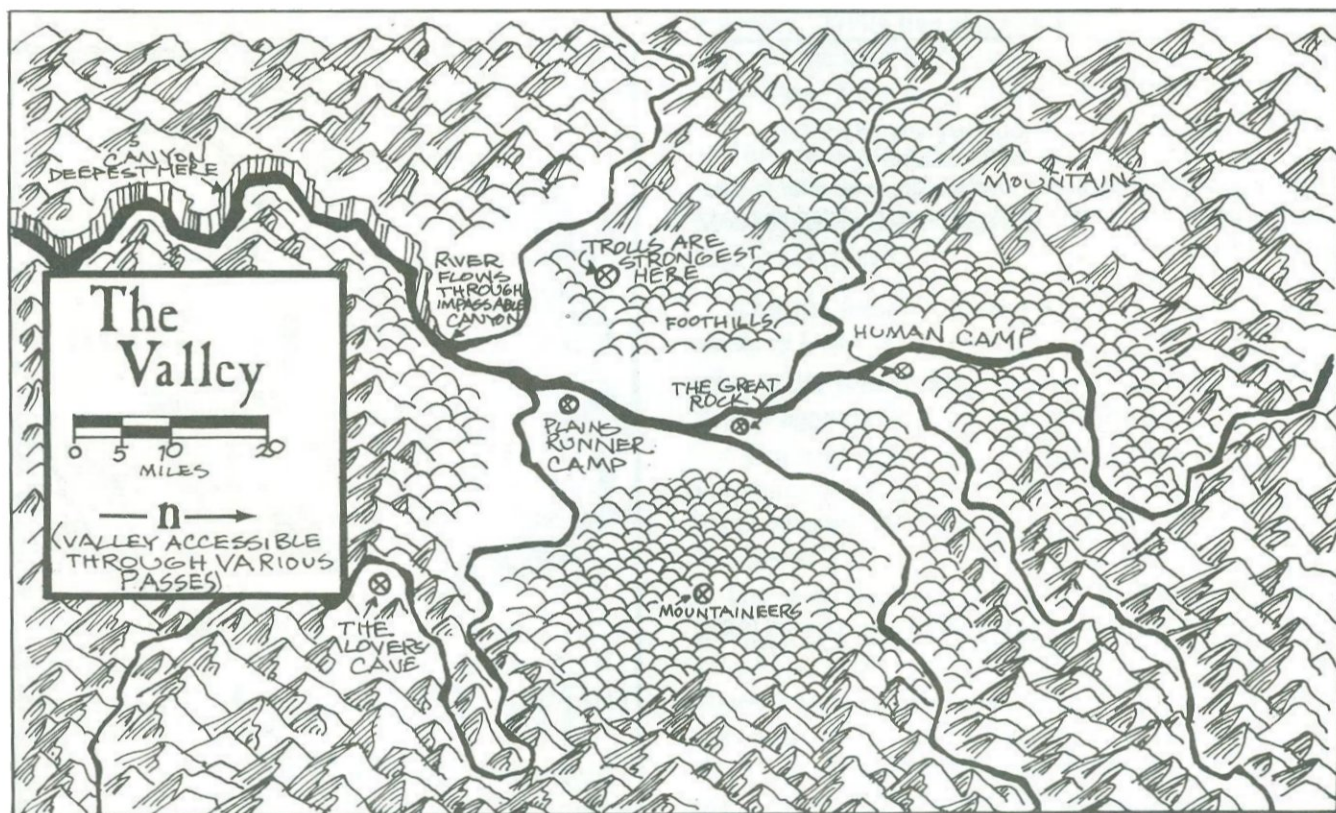 CANYON
DEEPEST HERE
MOUNTAIN
TROLLS ARE
STRONGEST
HERE
RIVER
FLOWS
THROUGH
IMPASSABLE
CANYON
FOOTHILLS
HUMAN CAMP
THE GREAT
ROCK
PLAINS
RUNNER
CAMP
The
Valley
0 5 10 20
MILES
n
(VALLEY ACCESSIBLE
THROUGH VARIOUS
PASSES)
MOUNTAINEERS
THE
LOVERS
CAVE